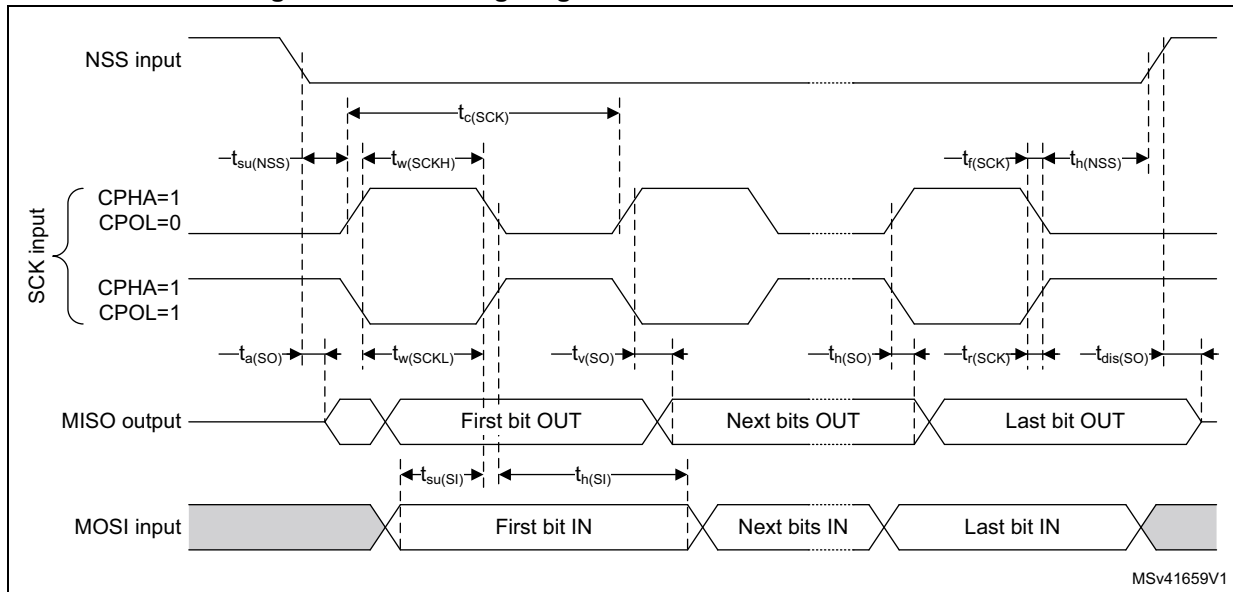 NSS input
tc(SCK)
tsu(NSS) tw(SCKH) tf(SCK) th(NSS)
SCK input
CPHA=1
CPOL=0
CPHA=1
CPOL=1
ta(SO) tw(SCKL) tv(SO) th(SO) tr(SCK) tdis(SO)
MISO output First bit OUT Next bits OUT Last bit OUT
tsu(SI) th(SI)
MOSI input First bit IN Next bits IN Last bit IN
MSv41659V1